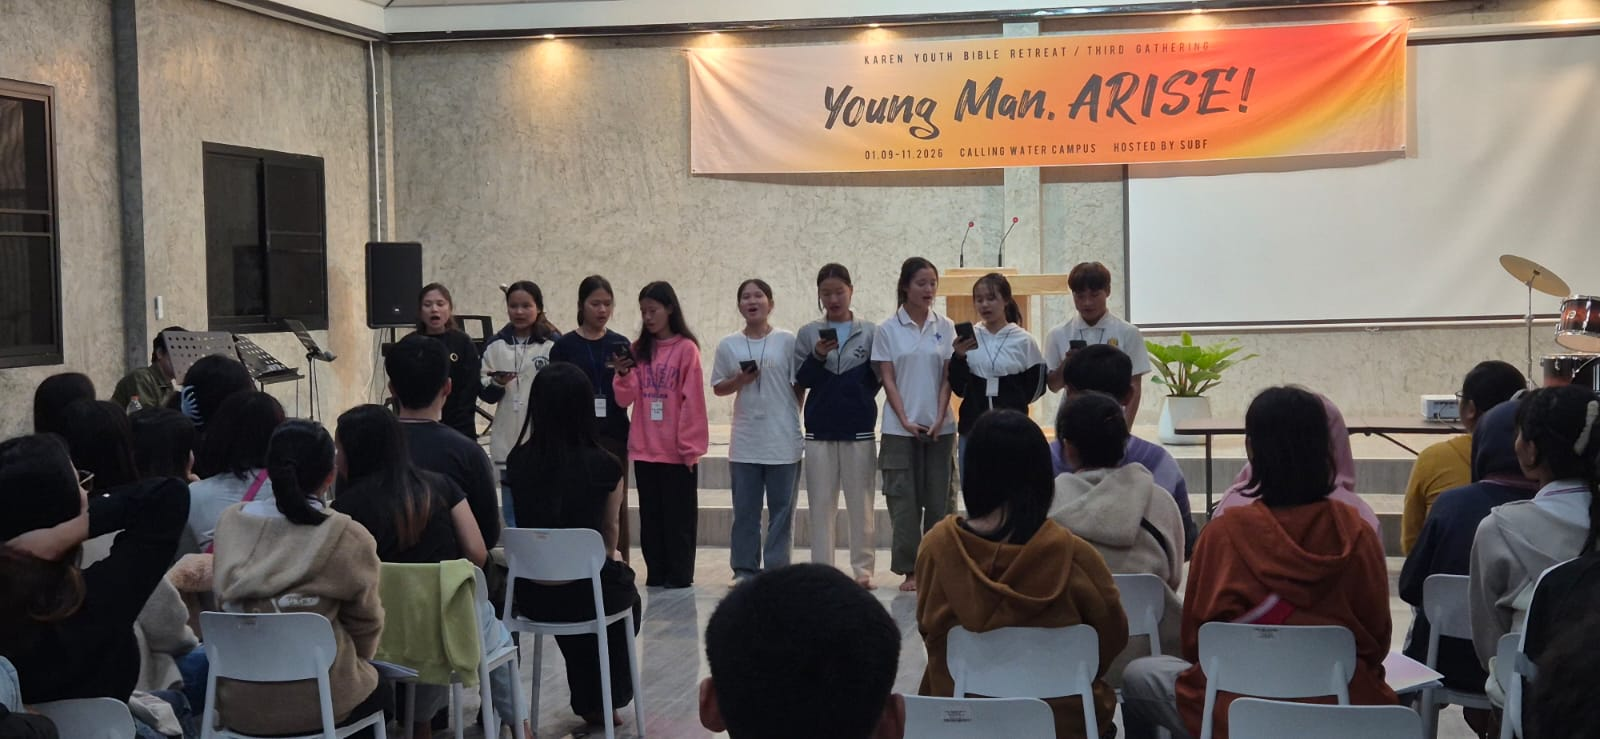 KAREN YOUTH BIBLE RETREAT / THIRD GATHERING
Young Man. ARISE!
01.09-11.2026 CALLING WATER CAMPUS HOSTED BY SUBF